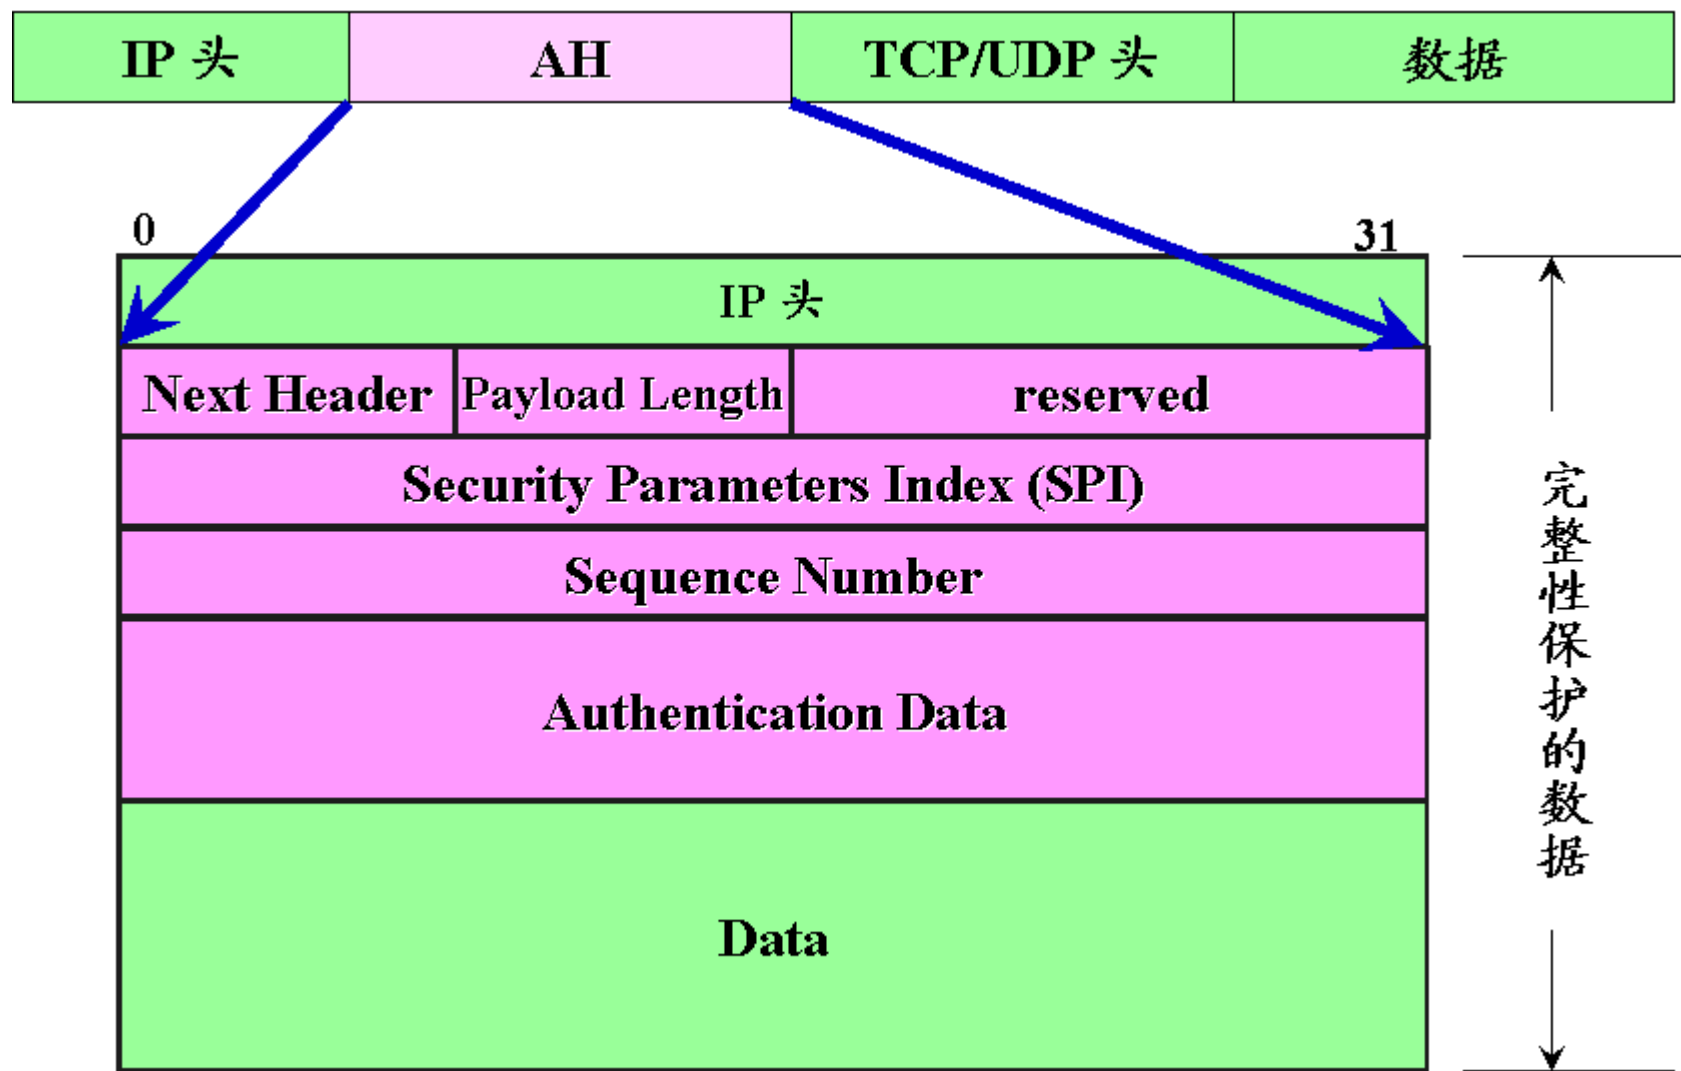 IP 头 AH TCP/UDP 头 数据
0 31
IP 头
Next Header Payload Length reserved
Security Parameters Index (SPI)
Sequence Number
Authentication Data
Data
完整性保护的数据